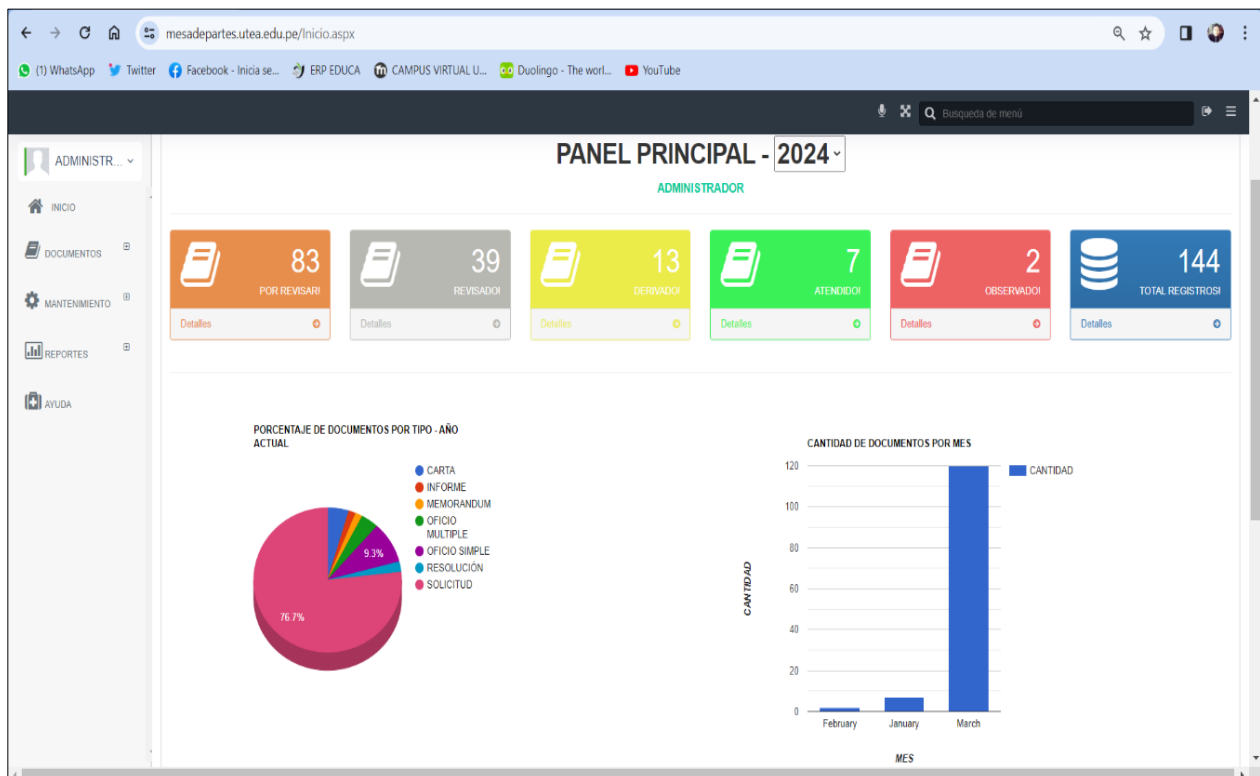 mesadepartes.utea.edu.pe/Inicio.aspx
(1) WhatsApp Twitter Facebook - Inicia se... ERP EDUCA CAMPUS VIRTUAL U... Duolingo - The worl... YouTube
Busqueda de menú
ADMINISTR...
PANEL PRINCIPAL - 2024
ADMINISTRADOR
INICIO
DOCUMENTOS
MANTENIMIENTO
REPORTES
AYUDA
83
POR REVISAR!
Detalles
39
REVISADO!
Detalles
13
DERIVADO!
Detalles
7
ATENDIDO!
Detalles
2
OBSERVADO!
Detalles
144
TOTAL REGISTROS!
Detalles
PORCENTAJE DE DOCUMENTOS POR TIPO - AÑO
ACTUAL
CARTA
INFORME
MEMORANDUM
OFICIO
MULTIPLE
OFICIO SIMPLE
RESOLUCIÓN
SOLICITUD
9.3%
76.7%
CANTIDAD DE DOCUMENTOS POR MES
CANTIDAD
120
100
80
60
40
20
0
CANTIDAD
February January March
MES